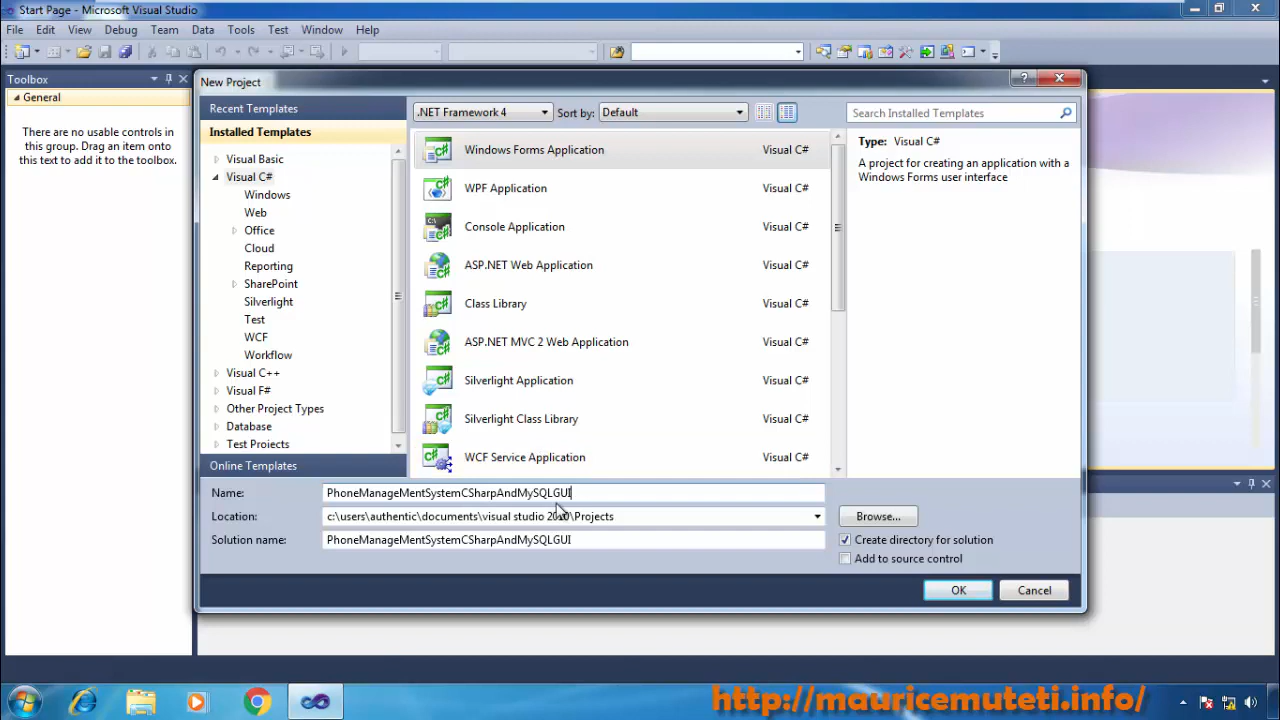 Start Page - Microsoft Visual Studio
File Edit View Debug Team Data Tools Test Window Help
Toolbox
General
There are no usable controls in
this group. Drag an item onto
this text to add it to the toolbox.
New Project
Recent Templates
Installed Templates
Visual Basic
Visual C#
Windows
Web
Office
Cloud
Reporting
SharePoint
Silverlight
Test
WCF
Workflow
Visual C++
Visual F#
Other Project Types
Database
Test Projects
Online Templates
.NET Framework 4 Sort by: Default
Windows Forms Application Visual C#
WPF Application Visual C#
Console Application Visual C#
ASP.NET Web Application Visual C#
Class Library Visual C#
ASP.NET MVC 2 Web Application Visual C#
Silverlight Application Visual C#
Silverlight Class Library Visual C#
WCF Service Application Visual C#
Search Installed Templates
Type: Visual C#
A project for creating an application with a
Windows Forms user interface
Name: PhoneManageMentSystemCSharpAndMySQLGUI
Location: c:\users\authentic\documents\visual studio 2010\Projects Browse...
Solution name: PhoneManageMentSystemCSharpAndMySQLGUI Create directory for solution
Add to source control
OK Cancel
http://mauricemuteti.info/